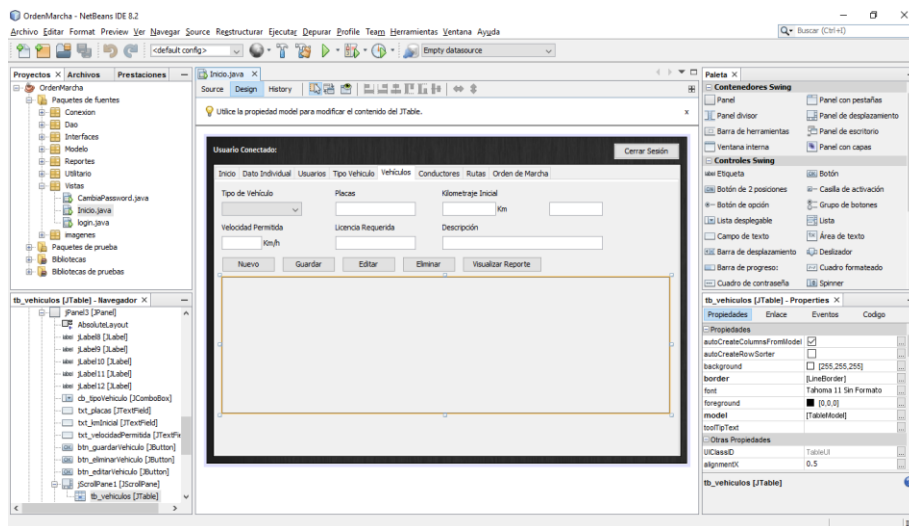 OrdenMarcha - NetBeans IDE 8.2
Archivo Editar Format Preview Ver Navegar Source Reestructurar Ejecutar Depurar Profile Team Herramientas Ventana Ayuda
Buscar (Ctrl+I)
<default config>
Empty datasource
Proyectos Archivos Prestaciones
OrdenMarcha
Paquetes de fuentes
Conexion
Dao
Interfaces
Modelo
Reportes
Utilitario
Vistas
CambiaPassword.java
Inicio.java
login.java
imagenes
Paquetes de prueba
Bibliotecas
Bibliotecas de pruebas
tb_vehiculos [JTable] - Navegador
jPanel3 [JPanel]
AbsoluteLayout
jLabel8 [JLabel]
jLabel9 [JLabel]
jLabel10 [JLabel]
jLabel11 [JLabel]
jLabel12 [JLabel]
cb_tipoVehiculo [JComboBox]
txt_placas [JTextField]
txt_kmInicial [JTextField]
txt_velocidadPermitida [JTextFie
btn_guardarVehiculo [JButton]
btn_eliminarVehiculo [JButton]
btn_editarVehiculo [JButton]
jScrollPane1 [JScrollPane]
tb_vehiculos [JTable]
Inicio.java
Source Design History
Utilice la propiedad model para modificar el contenido del JTable.
Usuario Conectado:
Cerrar Sesión
Inicio Dato Individual Usuarios Tipo Vehiculo Vehículos Conductores Rutas Orden de Marcha
Tipo de Vehículo Placas Kilometraje Inicial
Km
Velocidad Permitida Licencia Requerida Descripción
Km/h
Nuevo Guardar Editar Eliminar Visualizar Reporte
Paleta
Contenedores Swing
Panel Panel con pestañas
Panel divisor Panel de desplazamiento
Barra de herramientas Panel de escritorio
Ventana interna Panel con capas
Controles Swing
Etiqueta Botón
Botón de 2 posiciones Casilla de activación
Botón de opción Grupo de botones
Lista desplegable Lista
Campo de texto Área de texto
Barra de desplazamiento Deslizador
Barra de progreso: Cuadro formateado
Cuadro de contraseña Spinner
tb_vehiculos [JTable] - Properties
Propiedades Enlace Eventos Codigo
Propiedades
autoCreateColumnsFromModel
autoCreateRowSorter
background [255,255,255]
border [LineBorder]
font Tahoma 11 Sin Formato
foreground [0,0,0]
model [TableModel]
toolTipText
Otras Propiedades
UIClassID TableUI
alignmentX 0.5
tb_vehiculos [JTable]